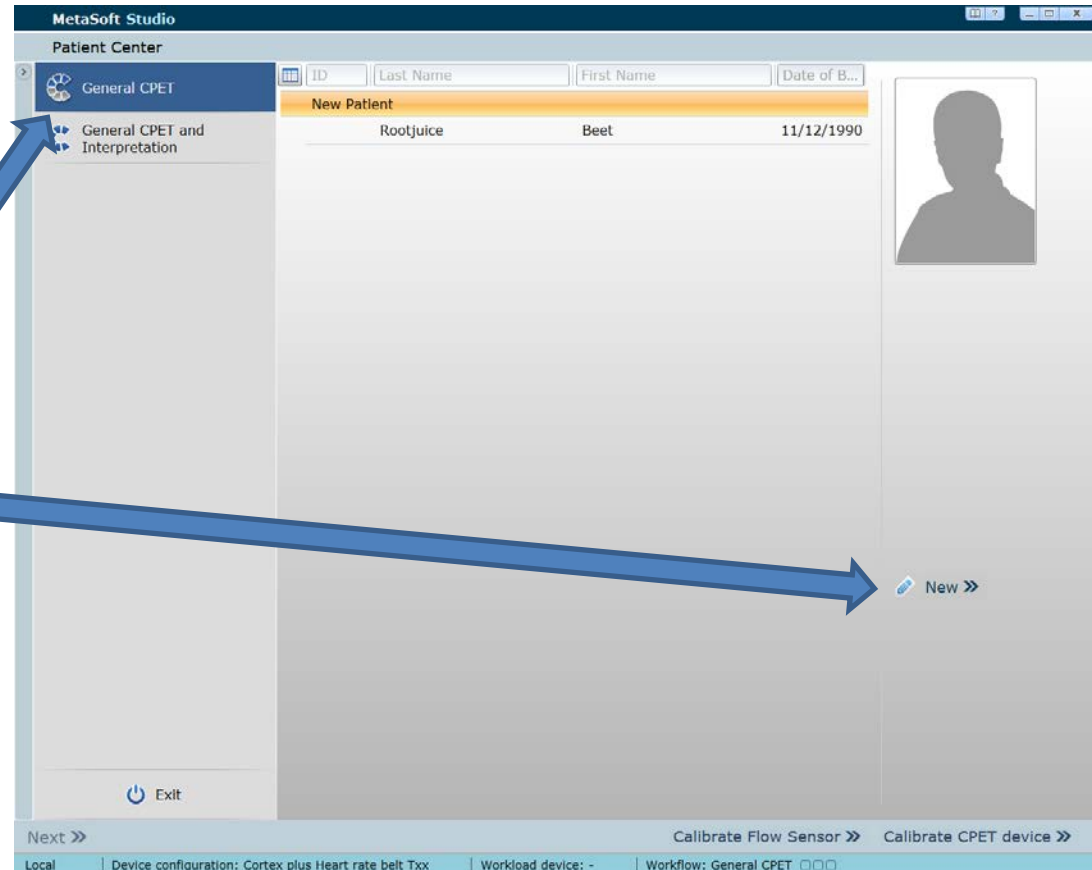 MetaSoft Studio
Patient Center
General CPET
General CPET and
Interpretation
ID Last Name First Name Date of B...
New Patient
Rootjuice Beet 11/12/1990
New »
Exit
Next »
Calibrate Flow Sensor » Calibrate CPET device »
Local | Device configuration: Cortex plus Heart rate belt Txx | Workload device: - | Workflow: General CPET